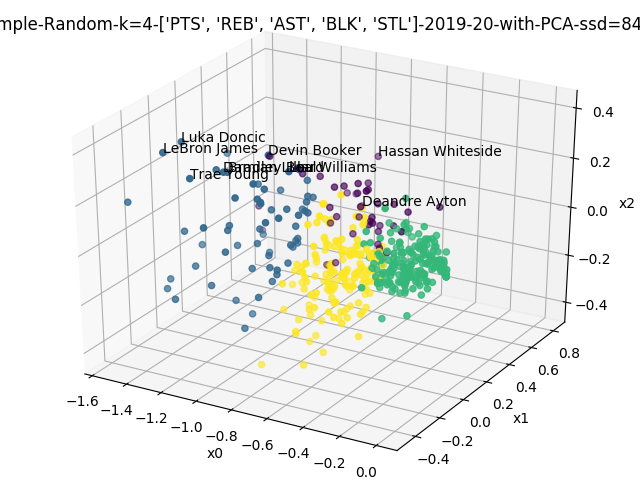 mple-Random-k=4-['PTS', 'REB', 'AST', 'BLK', 'STL']-2019-20-with-PCA-ssd=84
Luka Doncic
LeBron James
Devin Booker
Hassan Whiteside
Trae Young
Williams
Deandre Ayton
0.4
0.2
x2
0.0
−0.2
−0.4
0.8
0.6
0.4
0.2
x1
0.0
−0.2
−0.4
−1.6
−1.4
−1.2
−1.0
−0.8
−0.6
−0.4
−0.2
0.0
x0